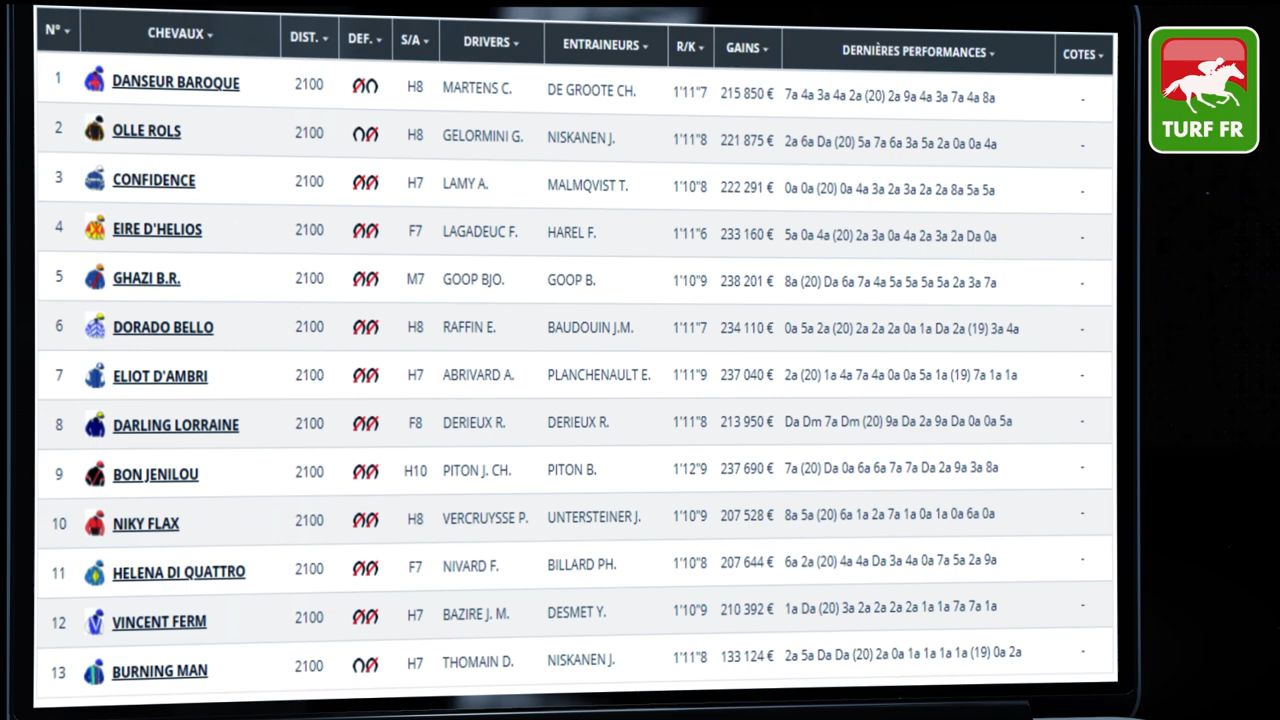 N° CHEVAUX DIST. DEF. S/A DRIVERS ENTRAINEURS R/K GAINS DERNIÈRES PERFORMANCES COTES
1 DANSEUR BAROQUE 2100 H8 MARTENS C. DE GROOTE CH. 1'11"7 215 850 € 7a 4a 3a 4a 2a (20) 2a 9a 4a 3a 7a 4a 8a -
2 OLLE ROLS 2100 H8 GELORMINI G. NISKANEN J. 1'11"8 221 875 € 2a 6a Da (20) 5a 7a 6a 3a 5a 2a 0a 0a 4a -
3 CONFIDENCE 2100 H7 LAMY A. MALMQVIST T. 1'10"8 222 291 € 0a 0a (20) 0a 4a 3a 2a 3a 2a 2a 8a 5a 5a -
4 EIRE D'HELIOS 2100 F7 LAGADEUC F. HAREL F. 1'11"6 233 160 € 5a 0a 4a (20) 2a 3a 0a 4a 2a 3a 2a Da 0a -
5 GHAZI B.R. 2100 M7 GOOP BJO. GOOP B. 1'10"9 238 201 € 8a (20) Da 6a 7a 4a 5a 5a 5a 5a 2a 3a 7a -
6 DORADO BELLO 2100 H8 RAFFIN E. BAUDOUIN J.M. 1'11"7 234 110 € 0a 5a 2a (20) 2a 2a 2a 0a 1a Da 2a (19) 3a 4a -
7 ELIOT D'AMBRI 2100 H7 ABRIVARD A. PLANCHENAULT E. 1'11"9 237 040 € 2a (20) 1a 4a 7a 4a 0a 0a 5a 1a (19) 7a 1a 1a -
8 DARLING LORRAINE 2100 F8 DERIEUX R. DERIEUX R. 1'11"8 213 950 € Da Dm 7a Dm (20) 9a Da 2a 9a Da 0a 0a 5a -
9 BON JENILOU 2100 H10 PITON J. CH. PITON B. 1'12"9 237 690 € 7a (20) Da 0a 6a 6a 7a 7a Da 2a 9a 3a 8a -
10 NIKY FLAX 2100 H8 VERCRUYSSE P. UNTERSTEINER J. 1'10"9 207 528 € 8a 5a (20) 6a 1a 2a 7a 1a 0a 1a 0a 6a 0a -
11 HELENA DI QUATTRO 2100 F7 NIVARD F. BILLARD PH. 1'10"8 207 644 € 6a 2a (20) 4a 4a Da 3a 4a 0a 7a 5a 2a 9a -
12 VINCENT FERM 2100 H7 BAZIRE J. M. DESMET Y. 1'10"9 210 392 € 1a Da (20) 3a 2a 2a 2a 2a 1a 1a 7a 7a 1a -
13 BURNING MAN 2100 H7 THOMAIN D. NISKANEN J. 1'11"8 133 124 € 2a 5a Da Da (20) 2a 0a 1a 1a 1a 1a (19) 0a 2a -
TURF FR